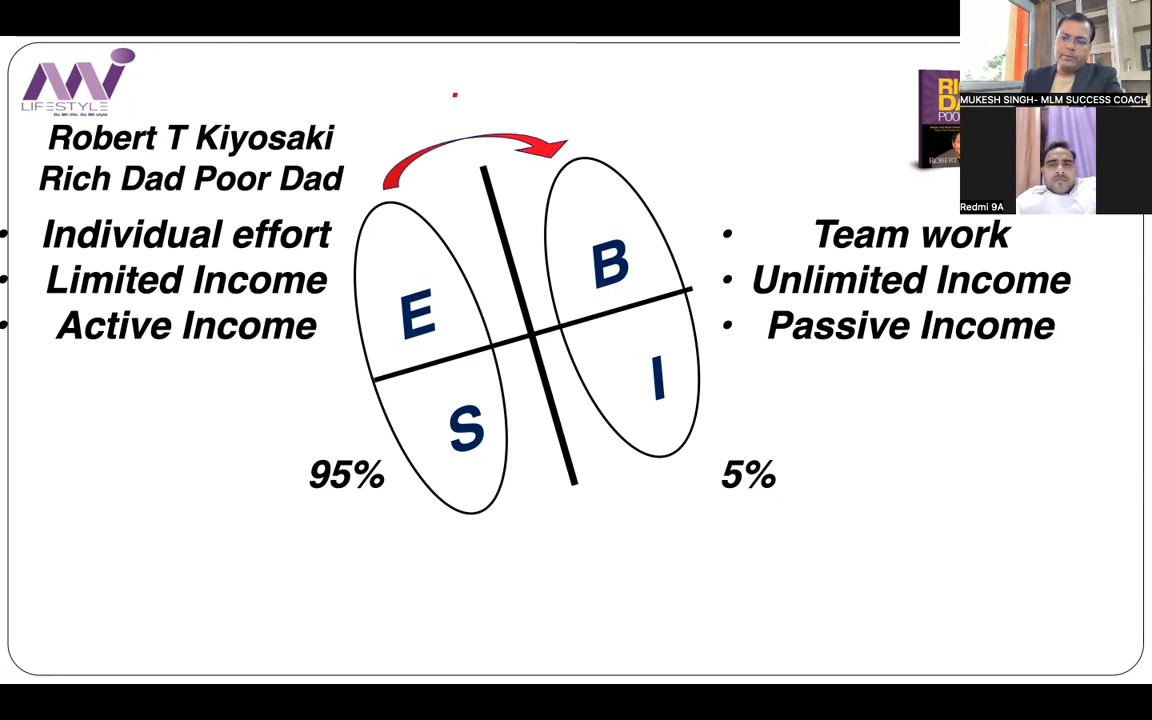 LIFESTYLE
Robert T Kiyosaki
Rich Dad Poor Dad
• Individual effort
• Limited Income
• Active Income
E
S
B
I
95%
5%
• Team work
• Unlimited Income
• Passive Income
MUKESH SINGH- MLM SUCCESS COACH
Redmi 9A